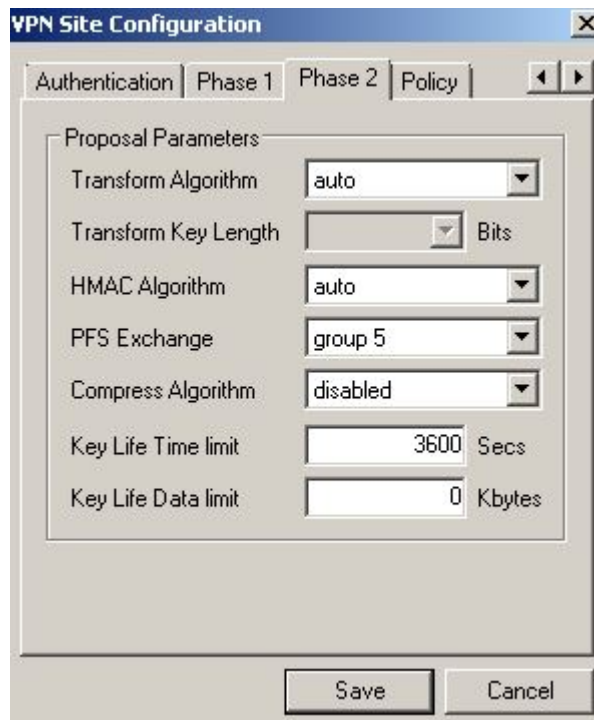 VPN Site Configuration
Authentication Phase 1 Phase 2 Policy
Proposal Parameters
Transform Algorithm auto
Transform Key Length Bits
HMAC Algorithm auto
PFS Exchange group 5
Compress Algorithm disabled
Key Life Time limit 3600 Secs
Key Life Data limit 0 Kbytes
Save Cancel